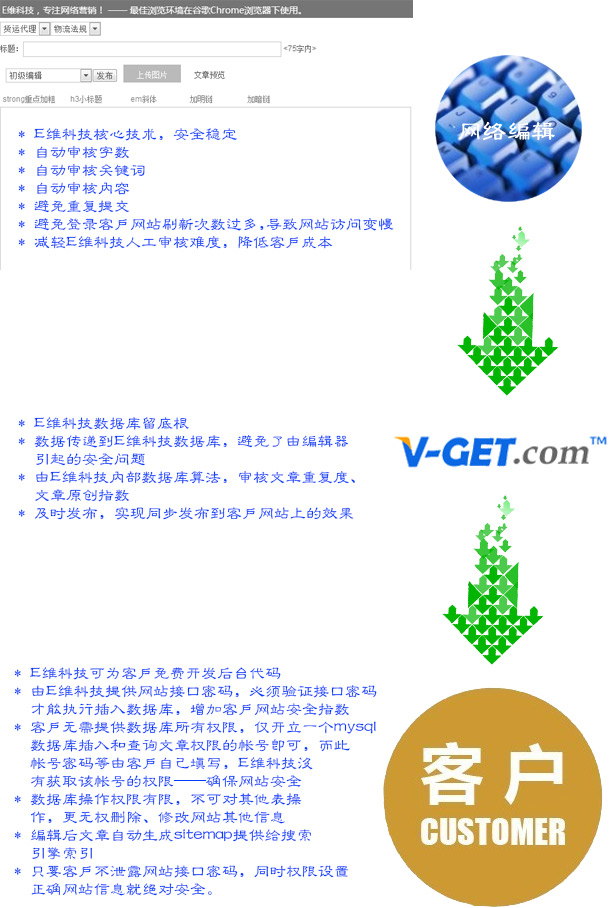 E维科技，专注网络营销！ —— 最佳浏览环境在谷歌Chrome浏览器下使用。
货运代理 物流法规
标题: <75字内>
初级编辑 发布 上传图片 文章预览
strong重点加粗 h3小标题 em斜体 加明链 加暗链
* E维科技核心技术，安全稳定
* 自动审核字数
* 自动审核关键词
* 自动审核内容
* 避免重复提交
* 避免登录客户网站刷新次数过多,导致网站访问变慢
* 减轻E维科技人工审核难度，降低客户成本
网络编辑
* E维科技数据库留底根
* 数据传递到E维科技数据库，避免了由编辑器
引起的安全问题
* 由E维科技内部数据库算法，审核文章重复度、
文章原创指数
* 及时发布，实现同步发布到客户网站上的效果
V-GET.com™
* E维科技可为客户免费开发后台代码
* 由E维科技提供网站接口密码，必须验证接口密码
才能执行插入数据库，增加客户网站安全指数
* 客户无需提供数据库所有权限，仅开立一个mysql
数据库插入和查询文章权限的帐号即可，而此
帐号密码等由客户自己填写，E维科技没
有获取该帐号的权限——确保网站安全
* 数据库操作权限有限，不可对其他表操
作，更无权删除、修改网站其他信息
* 编辑后文章自动生成sitemap提供给搜索
引擎索引
* 只要客户不泄露网站接口密码，同时权限设置
正确网站信息就绝对安全。
客户
CUSTOMER